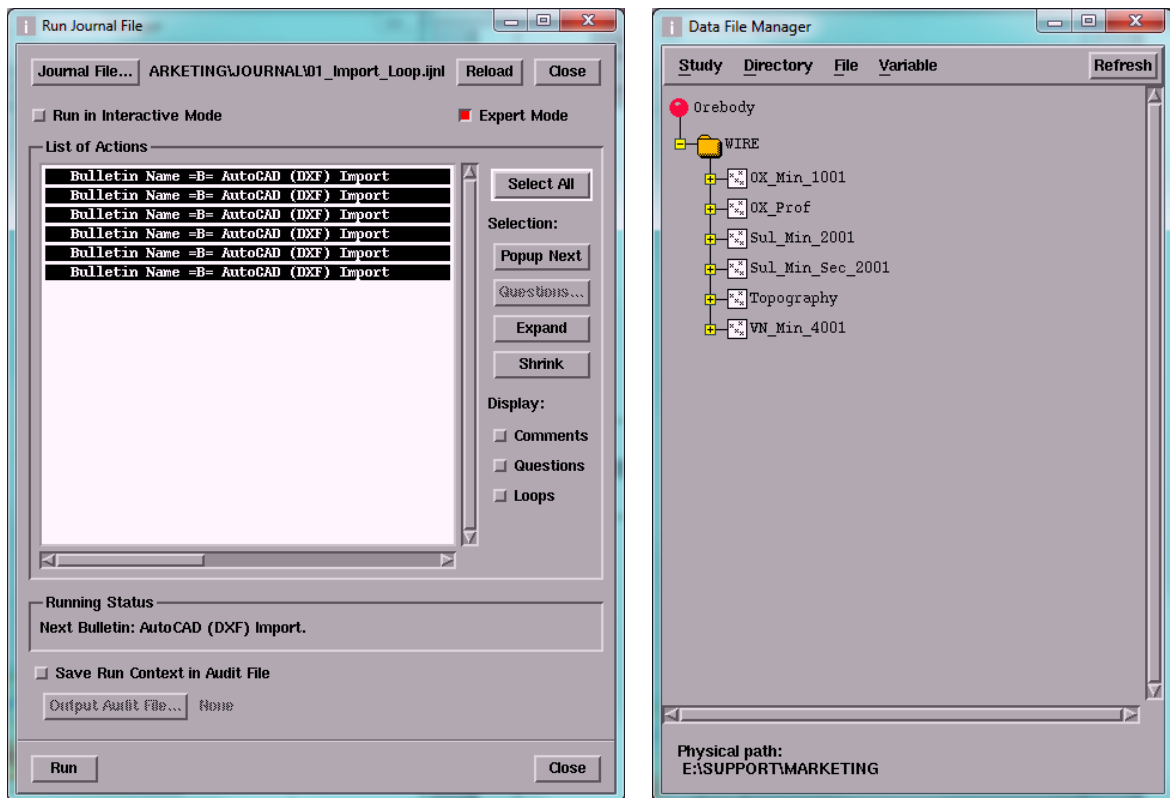 Run Journal File
Journal File... ARKETING\JOURNAL\01_Import_Loop.ijnl Reload Close
Run in Interactive Mode Expert Mode
List of Actions
Bulletin Name =B= AutoCAD (DXF) Import
Bulletin Name =B= AutoCAD (DXF) Import
Bulletin Name =B= AutoCAD (DXF) Import
Bulletin Name =B= AutoCAD (DXF) Import
Bulletin Name =B= AutoCAD (DXF) Import
Bulletin Name =B= AutoCAD (DXF) Import
Select All
Selection:
Popup Next
Questions...
Expand
Shrink
Display:
Comments
Questions
Loops
Running Status
Next Bulletin: AutoCAD (DXF) Import.
Save Run Context in Audit File
Output Audit File... None
Run Close
Data File Manager
Study Directory File Variable Refresh
Orebody
WIRE
OX_Min_1001
OX_Prof
Sul_Min_2001
Sul_Min_Sec_2001
Topography
VN_Min_4001
Physical path:
E:\SUPPORT\MARKETING